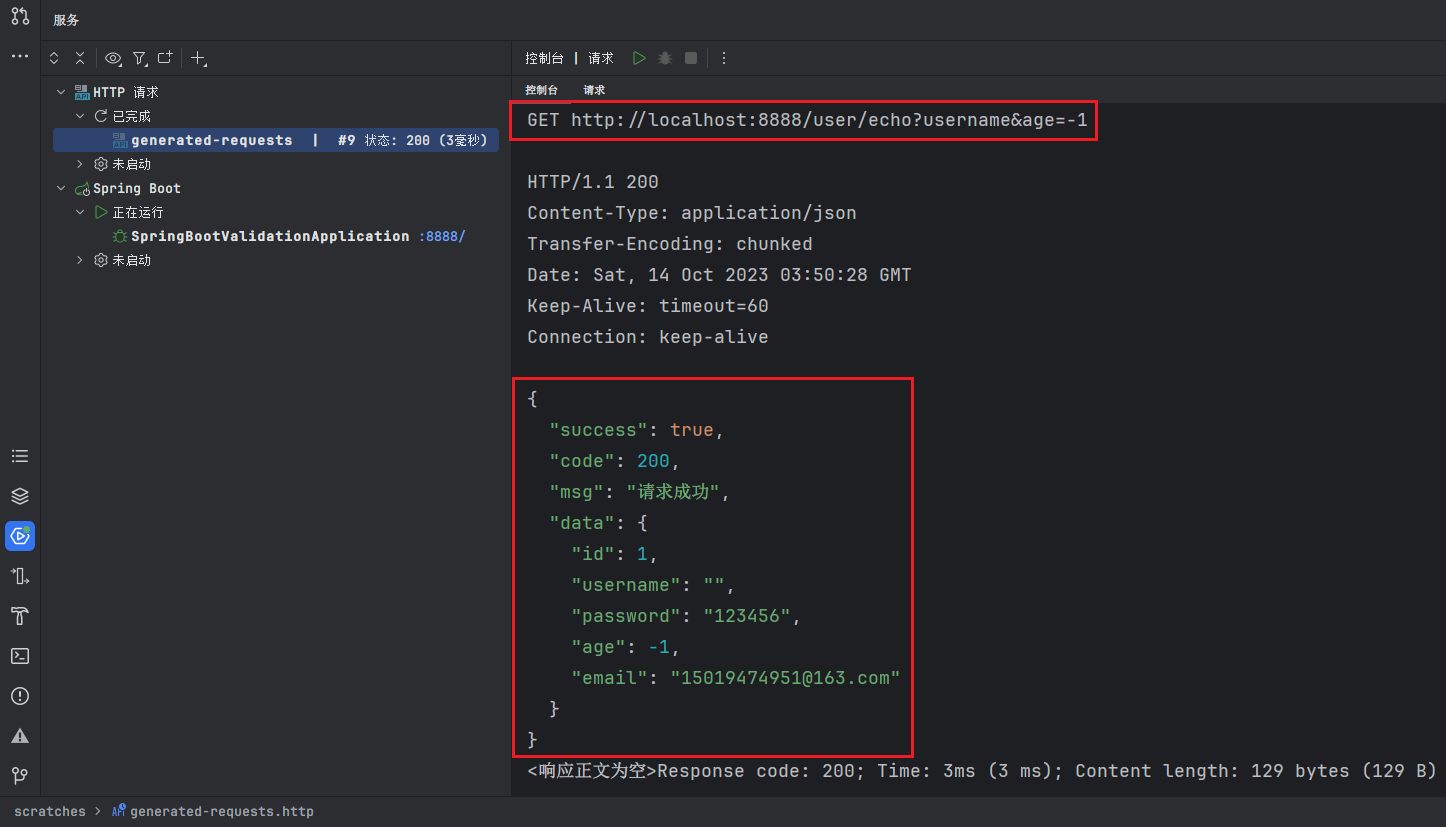 服务
控制台 | 请求
控制台 请求
HTTP 请求
已完成
generated-requests | #9 状态: 200 (3毫秒)
未启动
Spring Boot
正在运行
SpringBootValidationApplication :8888/
未启动
GET http://localhost:8888/user/echo?username&age=-1
HTTP/1.1 200
Content-Type: application/json
Transfer-Encoding: chunked
Date: Sat, 14 Oct 2023 03:50:28 GMT
Keep-Alive: timeout=60
Connection: keep-alive
{
"success": true,
"code": 200,
"msg": "请求成功",
"data": {
"id": 1,
"username": "",
"password": "123456",
"age": -1,
"email": "15019474951@163.com"
}
}
<响应正文为空>Response code: 200; Time: 3ms (3 ms); Content length: 129 bytes (129 B)
scratches > API generated-requests.http